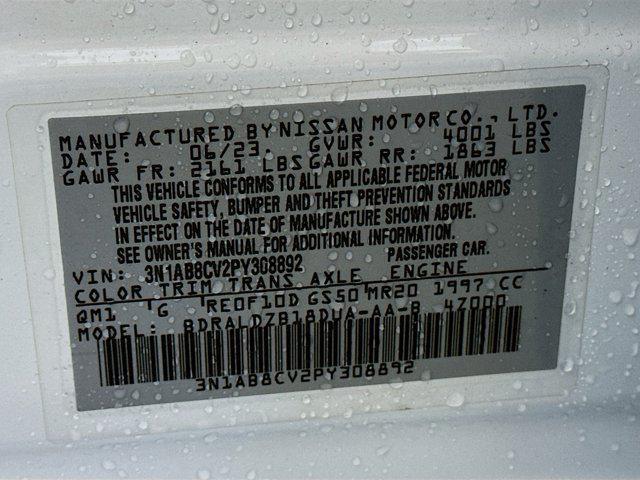 MANUFACTURED BY NISSAN MOTOR CO., LTD.
DATE: 06/23 GVWR: 4001 LBS
GAWR FR: 2161 LBS GAWR RR: 1863 LBS
THIS VEHICLE CONFORMS TO ALL APPLICABLE FEDERAL MOTOR
VEHICLE SAFETY, BUMPER AND THEFT PREVENTION STANDARDS
IN EFFECT ON THE DATE OF MANUFACTURE SHOWN ABOVE.
SEE OWNER'S MANUAL FOR ADDITIONAL INFORMATION.
VIN: 3N1AB8CV2PY308892 PASSENGER CAR.
COLOR TRIM TRANS AXLE ENGINE
QM1 G RE0F10D GS50 MR20 1997 CC
MODEL: BDRALDZB18DWA-AA-B 4Z000
3N1AB8CV2PY308892